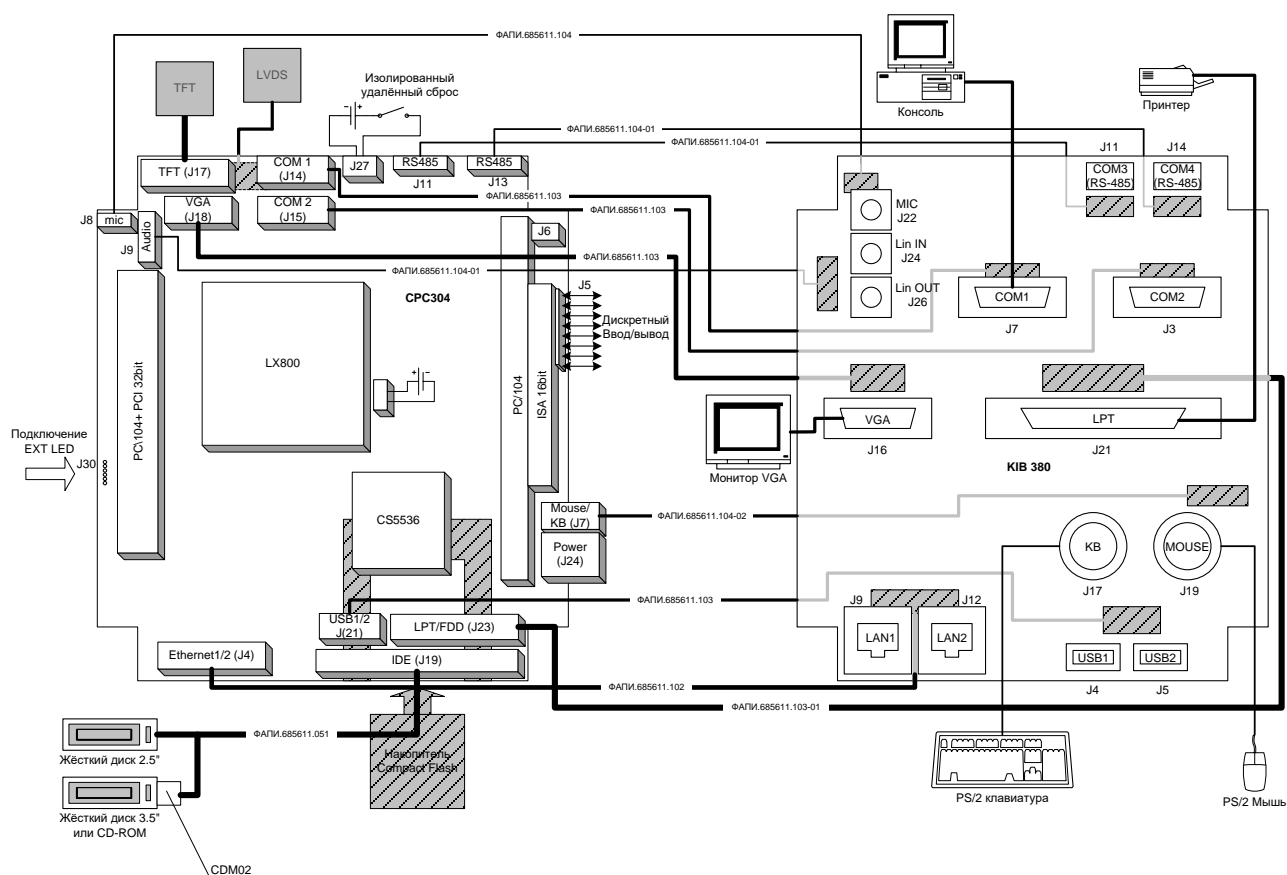 ФАПИ.685611.104
TFT
LVDS
Изолированный
удалённый сброс
Консоль
Принтер
ФАПИ.685611.104-01
ФАПИ.685611.104-01
TFT (J17)
COM 1
(J14)
J27
RS485
J11
RS485
J13
J11
COM3
(RS-485)
J14
COM4
(RS-485)
ФАПИ.685611.103
J8
mic
VGA
(J18)
COM 2
(J15)
ФАПИ.685611.103
J9
Audio
ФАПИ.685611.103
ФАПИ.685611.104-01
J6
MIC
J22
Lin IN
J24
Lin OUT
J26
CPC304
J5
Дискретный
Ввод/вывод
COM1
J7
COM2
J3
LX800
- +
+ -
PC\104+ PCI 32bit
PC/104
ISA 16bit
Подключение
EXT LED
J30
VGA
J16
LPT
J21
Монитор VGA
KIB 380
CS5536
Mouse/
KB (J7)
ФАПИ.685611.104-02
Power
(J24)
KB
J17
MOUSE
J19
ФАПИ.685611.103
J9
J12
LAN1
LAN2
USB1/2
J(21)
LPT/FDD (J23)
Ethernet1/2 (J4)
IDE (J19)
USB1
J4
USB2
J5
ФАПИ.685611.102
ФАПИ.685611.103-01
ФАПИ.685611.051
Жёсткий диск 2.5"
Накопитель
Compact Flash
Жёсткий диск 3.5"
или CD-ROM
CDM02
PS/2 клавиатура
PS/2 Мышь